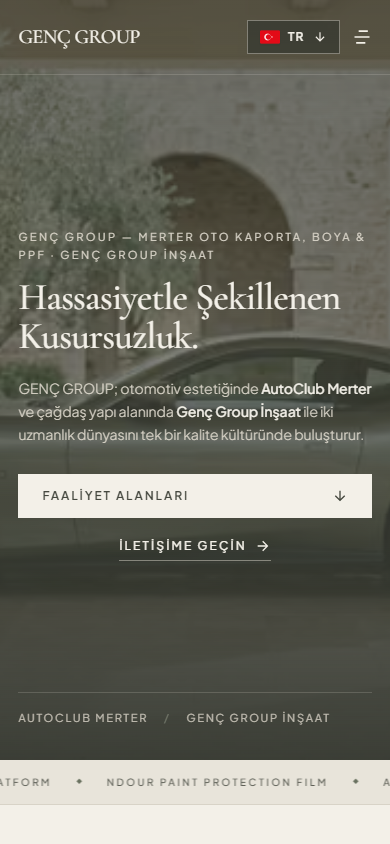 GENÇ GROUP
TR
GENÇ GROUP — MERTER OTO KAPORTA, BOYA &
PPF · GENÇ GROUP İNŞAAT
Hassasiyetle Şekillenen
Kusursuzluk.
GENÇ GROUP; otomotiv estetiğinde AutoClub Merter
ve çağdaş yapı alanında Genç Group İnşaat ile iki
uzmanlık dünyasını tek bir kalite kültüründe buluşturur.
FAALİYET ALANLARI
İLETİŞİME GEÇİN
AUTOCLUB MERTER / GENÇ GROUP İNŞAAT
ATFORM ◆ NDOUR PAINT PROTECTION FILM ◆ A